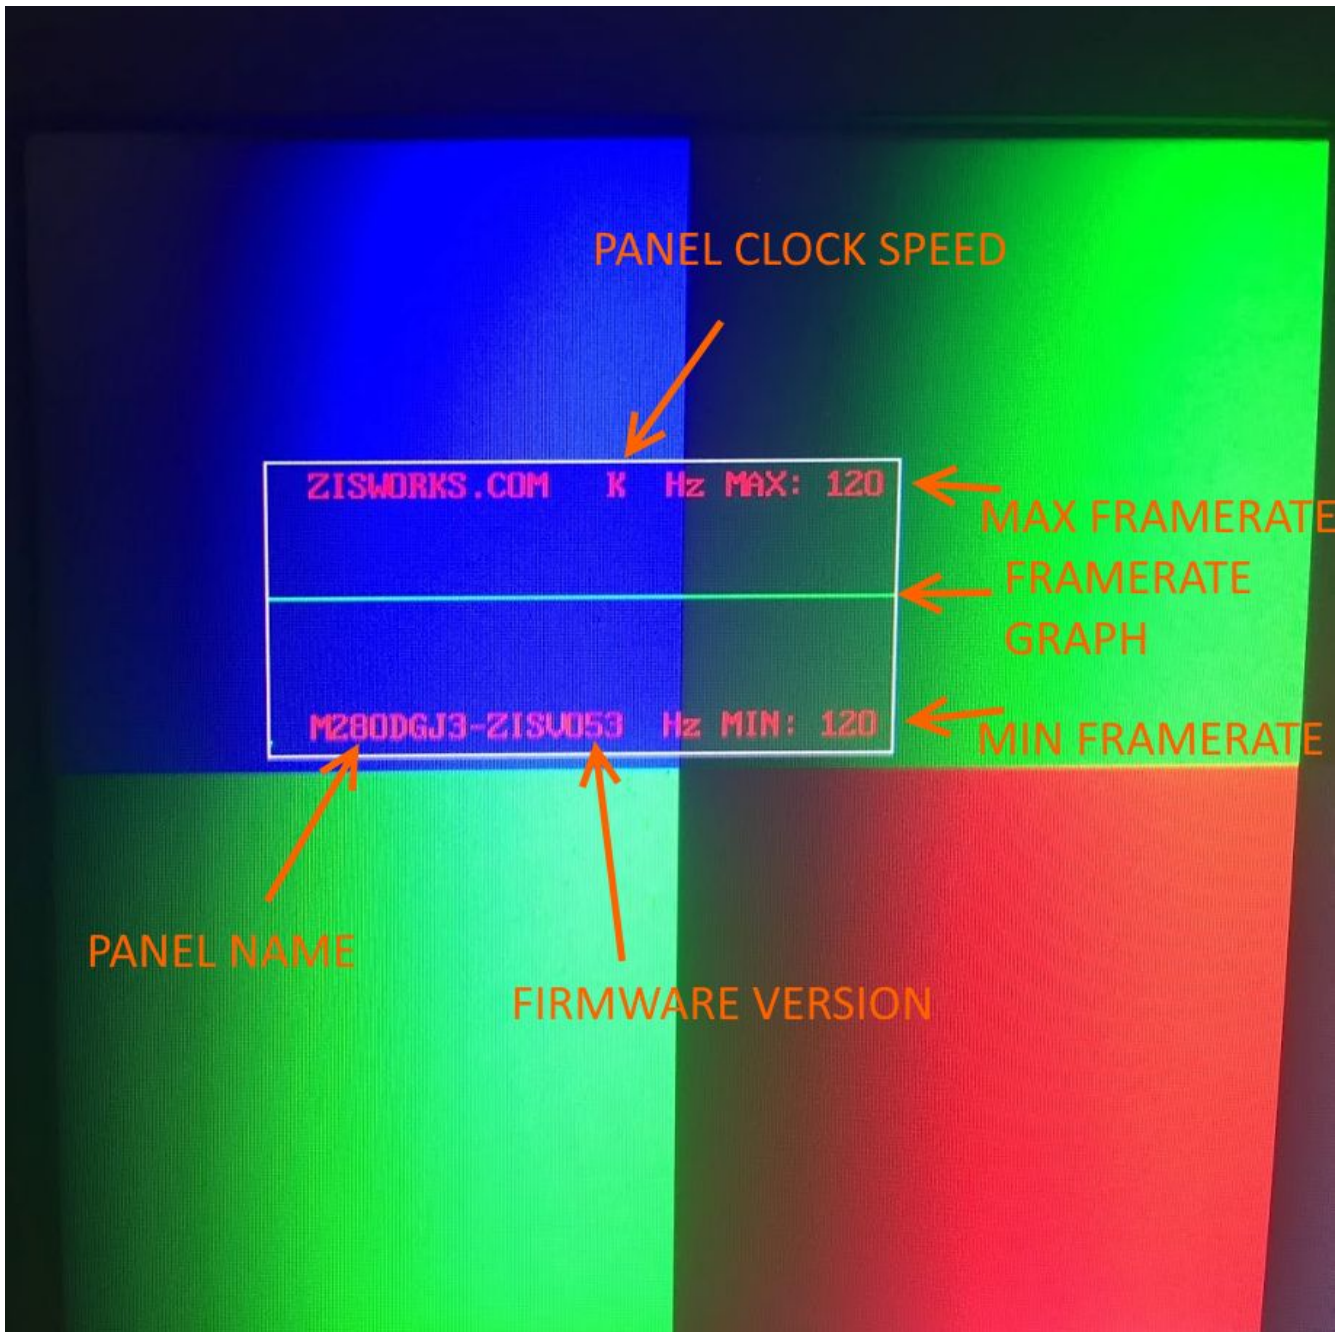 PANEL CLOCK SPEED
ZISWORKS.COM K Hz MAX: 120
MAX FRAMERATE
FRAMERATE
GRAPH
M280DGJ3-ZISV053 Hz MIN: 120
MIN FRAMERATE
PANEL NAME
FIRMWARE VERSION